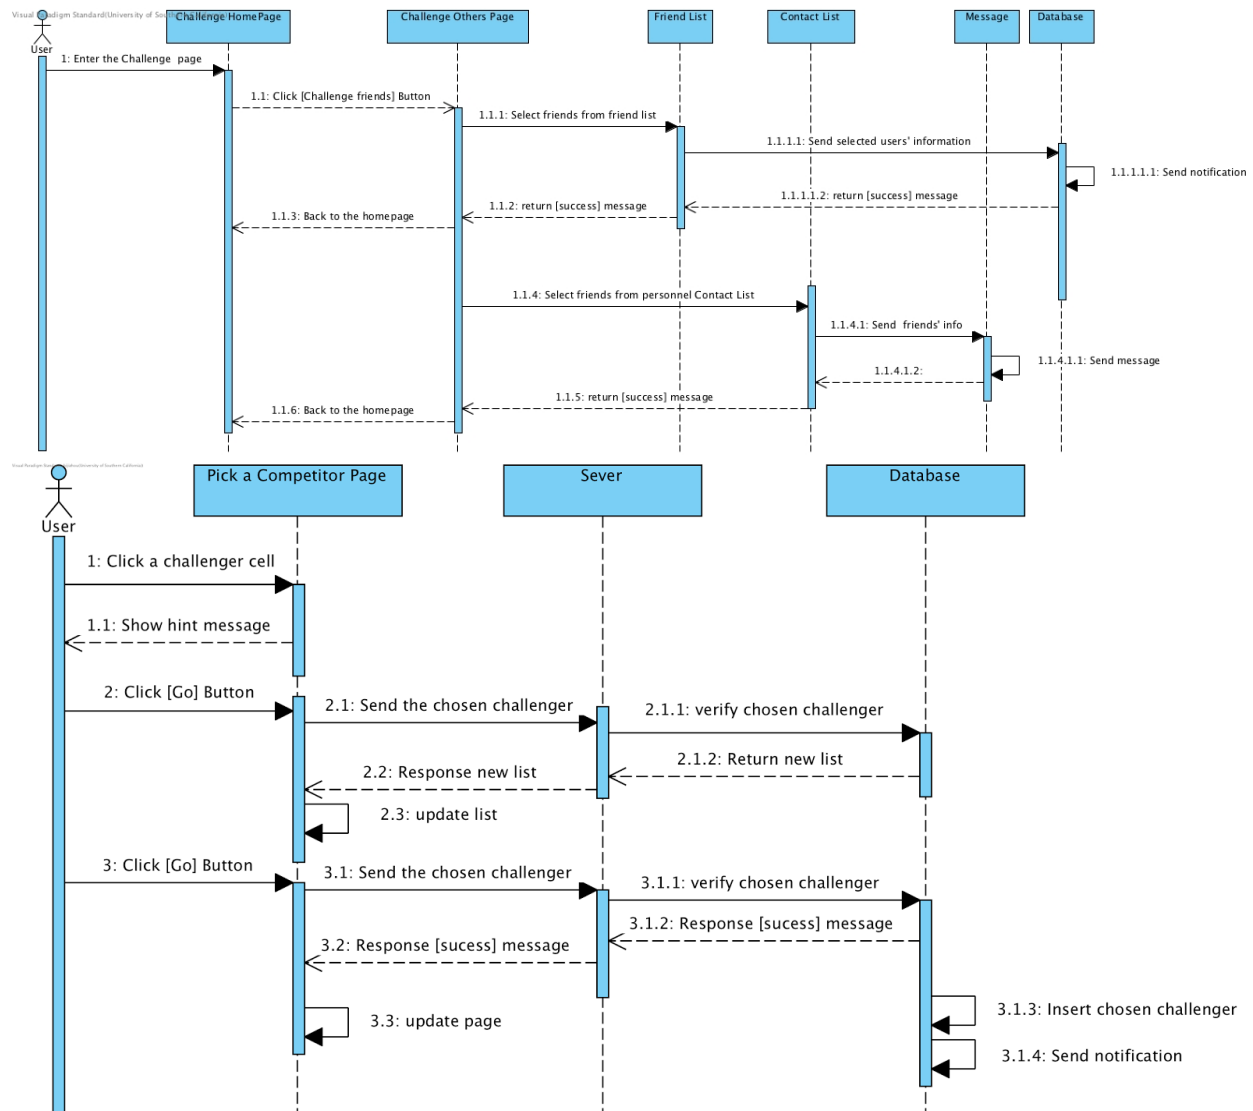 Visual Paradigm Standard(University of Sout
Challenge HomePage
Challenge Others Page
Friend List
Contact List
Message
Database
User
1: Enter the Challenge page
1.1: Click [Challenge friends] Button
1.1.1: Select friends from friend list
1.1.1.1: Send selected users' information
1.1.1.1.1: Send notification
1.1.1.1.2: return [success] message
1.1.2: return [success] message
1.1.3: Back to the homepage
1.1.4: Select friends from personnel Contact List
1.1.4.1: Send friends' info
1.1.4.1.1: Send message
1.1.4.1.2:
1.1.5: return [success] message
1.1.6: Back to the homepage
Pick a Competitor Page
Sever
Database
User
1: Click a challenger cell
1.1: Show hint message
2: Click [Go] Button
2.1: Send the chosen challenger
2.1.1: verify chosen challenger
2.1.2: Return new list
2.2: Response new list
2.3: update list
3: Click [Go] Button
3.1: Send the chosen challenger
3.1.1: verify chosen challenger
3.1.2: Response [sucess] message
3.2: Response [sucess] message
3.1.3: Insert chosen challenger
3.3: update page
3.1.4: Send notification